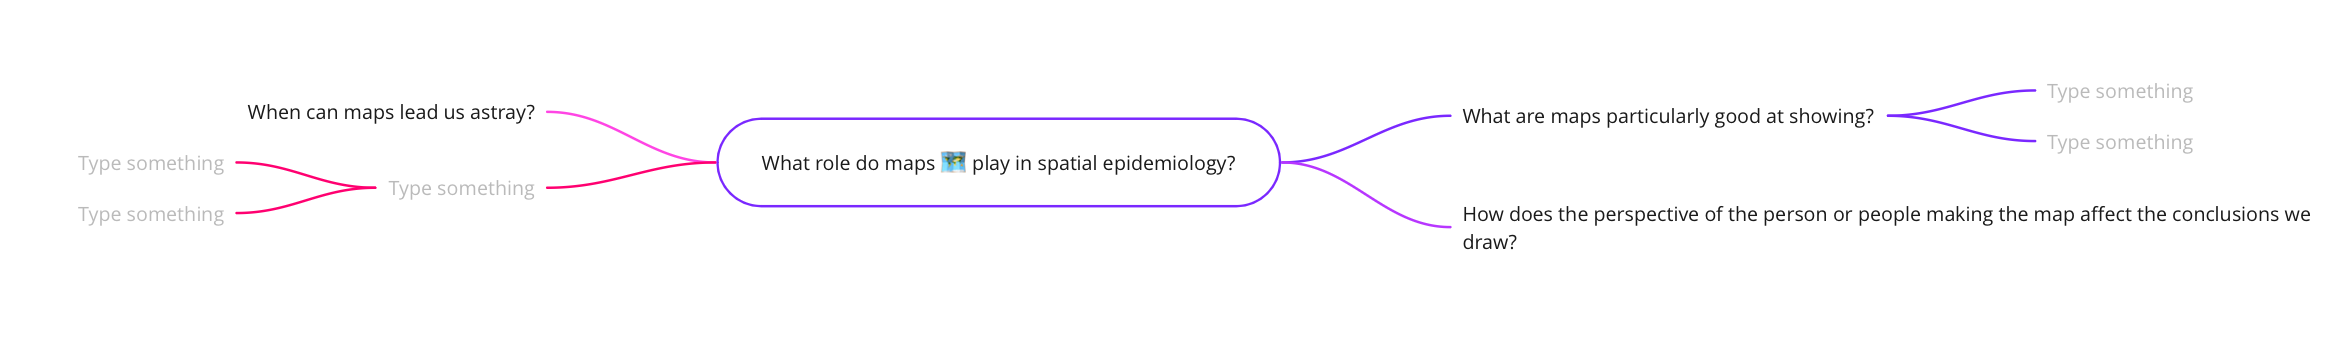 When can maps lead us astray?
Type something
Type something
Type something
What role do maps 🗺️ play in spatial epidemiology?
What are maps particularly good at showing?
Type something
Type something
How does the perspective of the person or people making the map affect the conclusions we
draw?